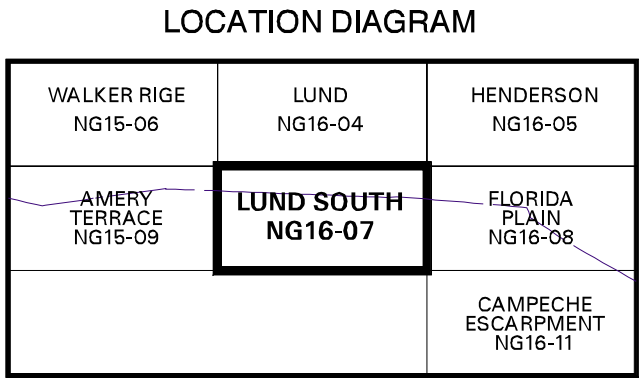 LOCATION DIAGRAM
WALKER RIGE
NG15-06
LUND
NG16-04
HENDERSON
NG16-05
AMERY
TERRACE
NG15-09
LUND SOUTH
NG16-07
FLORIDA
PLAIN
NG16-08
CAMPECHE
ESCARPMENT
NG16-11